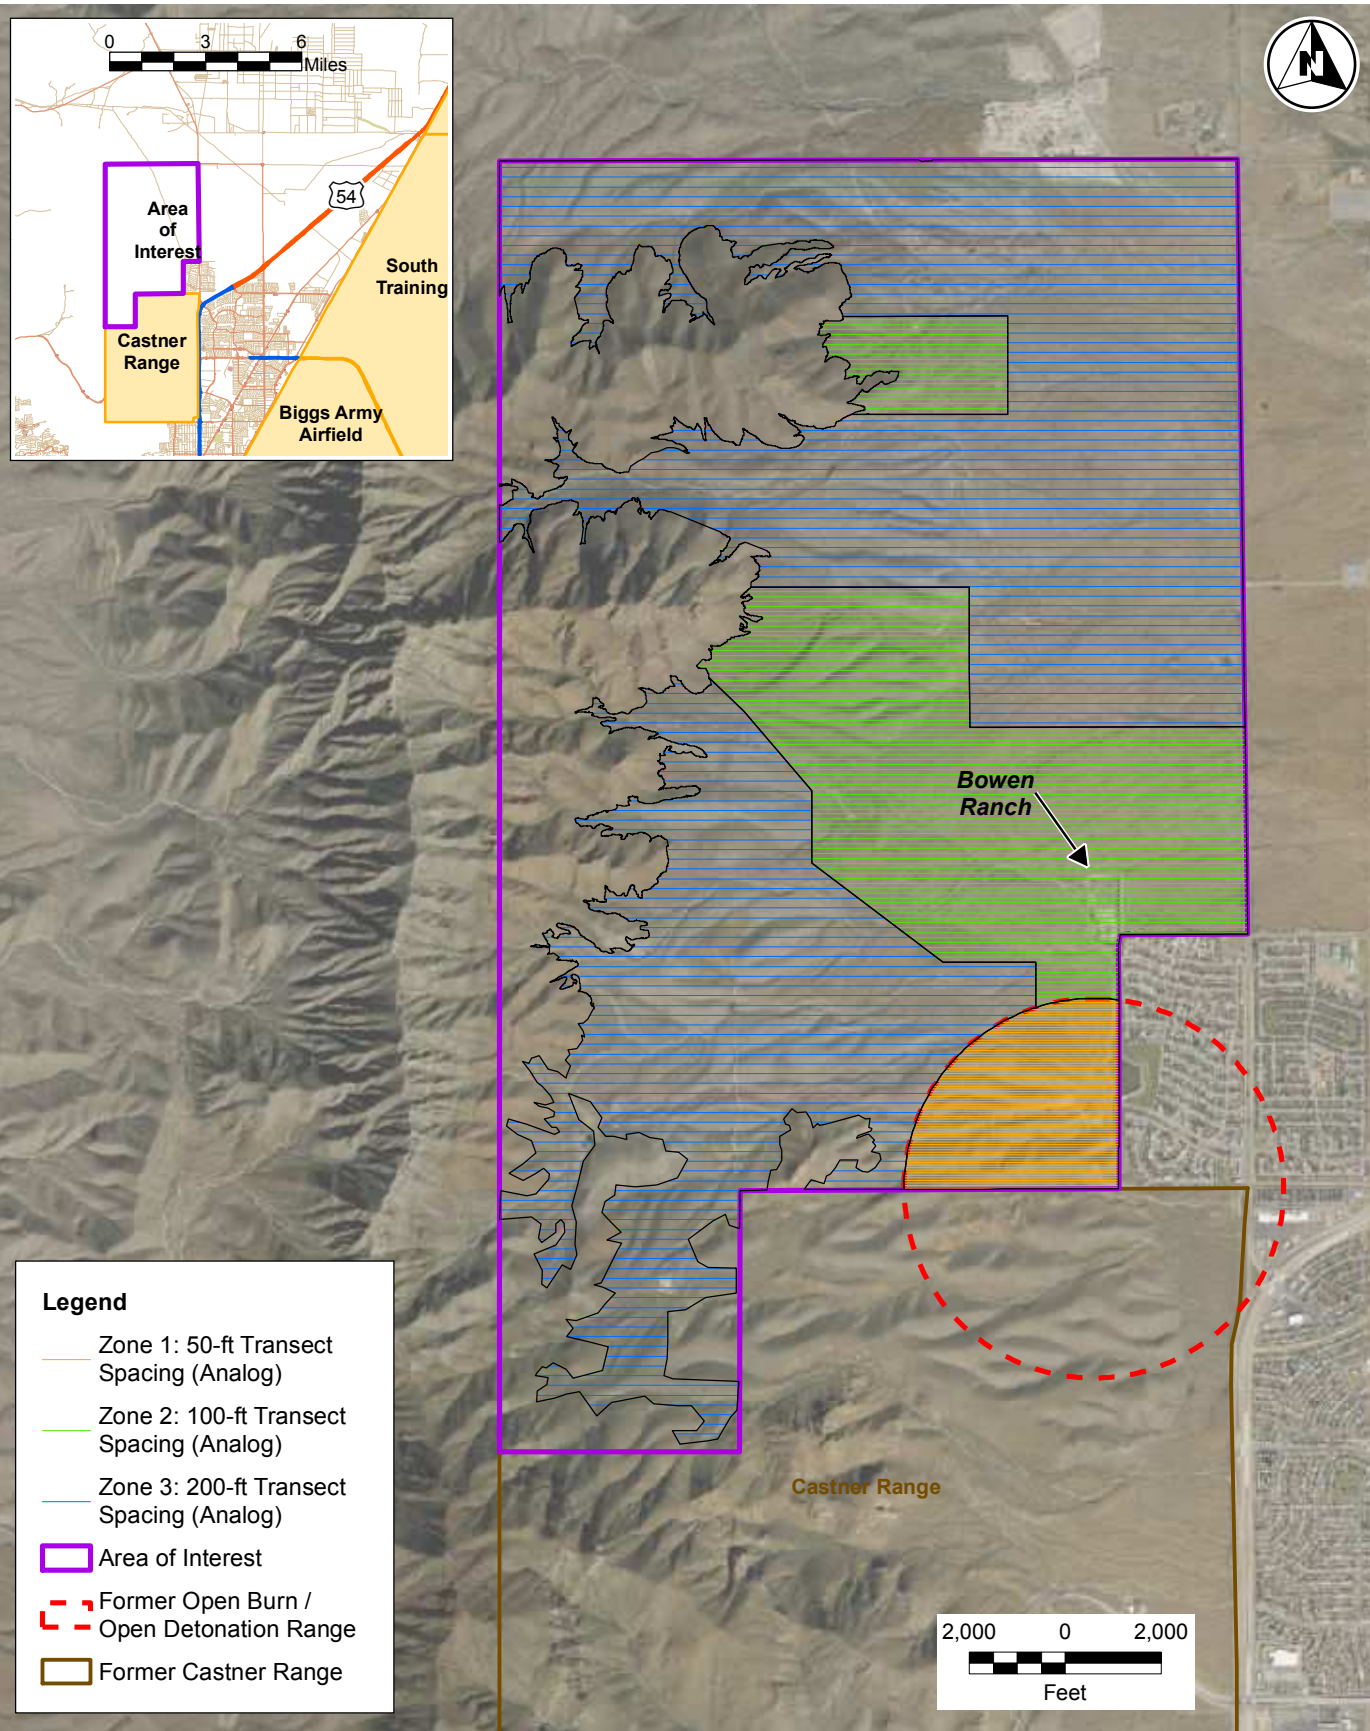 0 3 6
Miles
54
Area
of
Interest
South
Training
Castner
Range
Biggs Army
Airfield
N
Bowen
Ranch
Castner Range
Legend
Zone 1: 50-ft Transect
Spacing (Analog)
Zone 2: 100-ft Transect
Spacing (Analog)
Zone 3: 200-ft Transect
Spacing (Analog)
Area of Interest
Former Open Burn /
Open Detonation Range
Former Castner Range
2,000 0 2,000
Feet